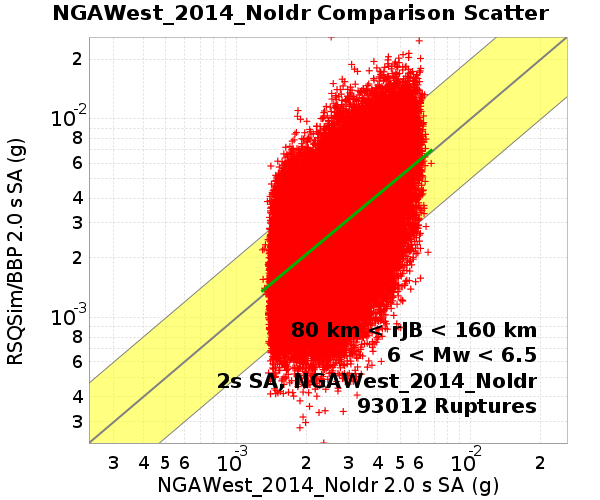 NGAWest_2014_NoIdr Comparison Scatter
RSQSim/BBP 2.0 s SA (g)
2
10⁻²
8
6
4
3
2
10⁻³
8
6
4
3
80 km < rJB < 160 km
6 < Mw < 6.5
2s SA, NGAWest_2014_NoIdr
93012 Ruptures
3 4 5 6 10⁻³ 2 3 4 5 6 10⁻² 2
NGAWest_2014_NoIdr 2.0 s SA (g)